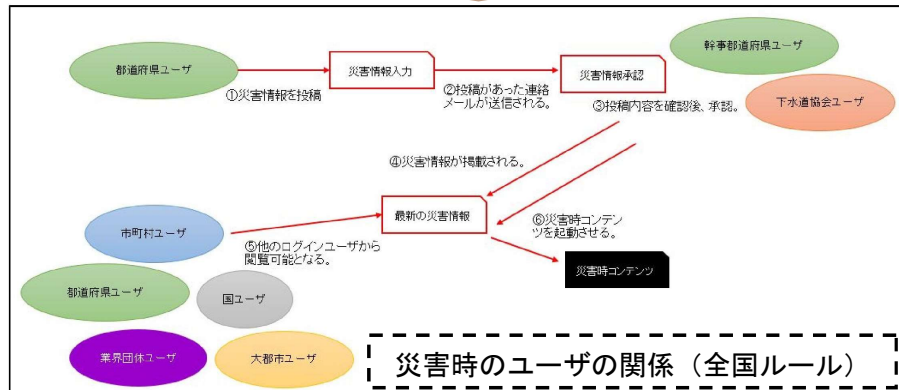 都道府県ユーザ
災害情報入力
災害情報承認
幹事都道府県ユーザ
下水道協会ユーザ
①災害情報を投稿
②投稿があった連絡
メールが送信される。
③投稿内容を確認後、承認。
④災害情報が掲載される。
最新の災害情報
⑥災害時コンテン
ツを起動させる。
災害時コンテンツ
市町村ユーザ
⑤他のログインユーザから
閲覧可能となる。
都道府県ユーザ
国ユーザ
業界団体ユーザ
大都市ユーザ
災害時のユーザの関係（全国ルール）